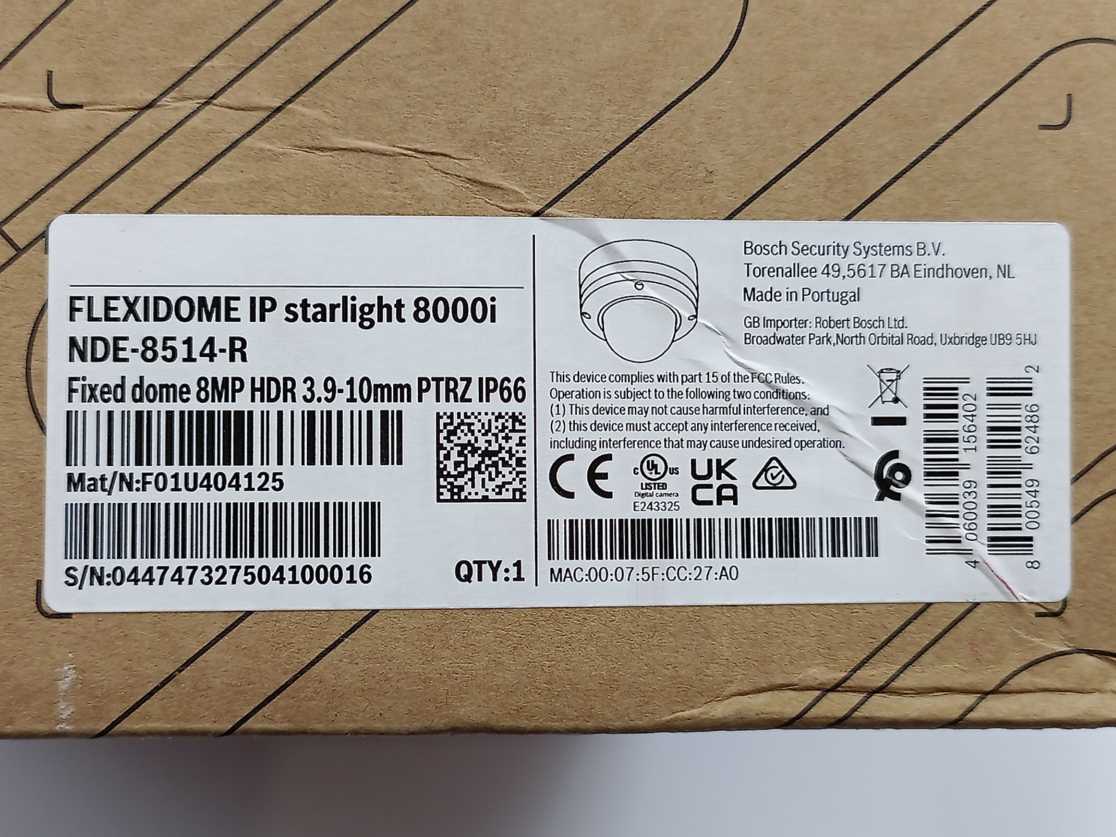 FLEXIDOME IP starlight 8000i
NDE-8514-R
Fixed dome 8MP HDR 3.9-10mm PTRZ IP66
Mat/N:F01U404125
S/N:044747327504100016
QTY:1
Bosch Security Systems B.V.
Torenallee 49,5617 BA Eindhoven, NL
Made in Portugal
GB Importer: Robert Bosch Ltd.
Broadwater Park,North Orbital Road, Uxbridge UB9 5HJ
This device complies with part 15 of the FCC Rules.
Operation is subject to the following two conditions:
(1) This device may not cause harmful interference, and
(2) this device must accept any interference received,
including interference that may cause undesired operation.
CE
c UL us
LISTED
Digital camera
E243325
UK
CA
MAC:00:07:5F:CC:27:A0
4 060039 156402
8 00549 62486 2